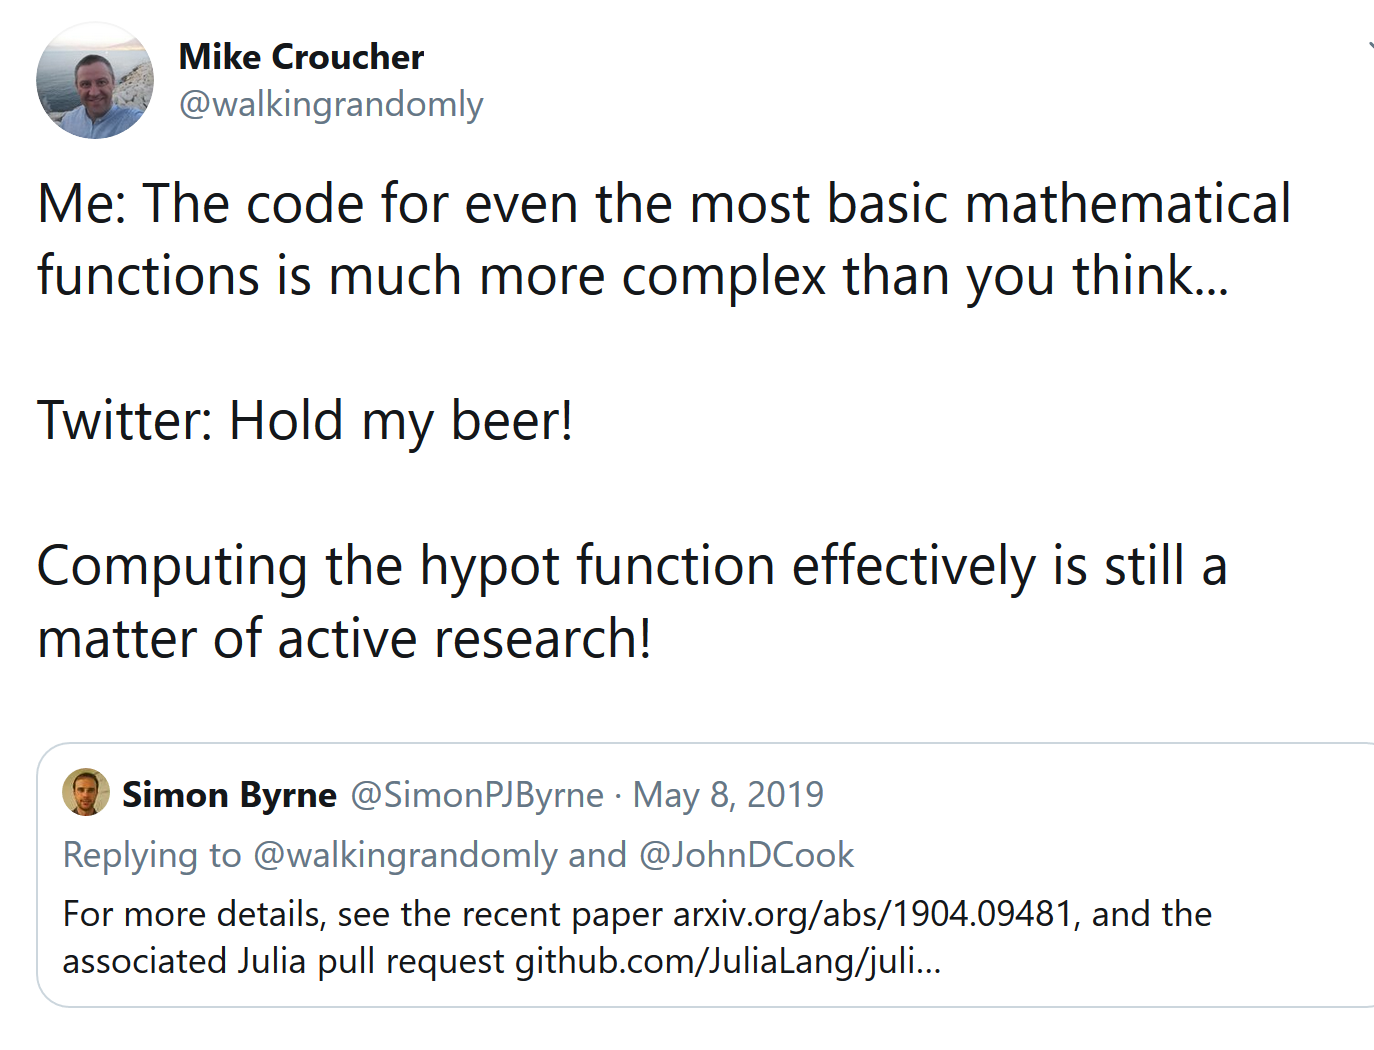 Mike Croucher
@walkingrandomly
Me: The code for even the most basic mathematical
functions is much more complex than you think...
Twitter: Hold my beer!
Computing the hypot function effectively is still a
matter of active research!
Simon Byrne @SimonPJByrne · May 8, 2019
Replying to @walkingrandomly and @JohnDCook
For more details, see the recent paper arxiv.org/abs/1904.09481, and the
associated Julia pull request github.com/JuliaLang/juli...